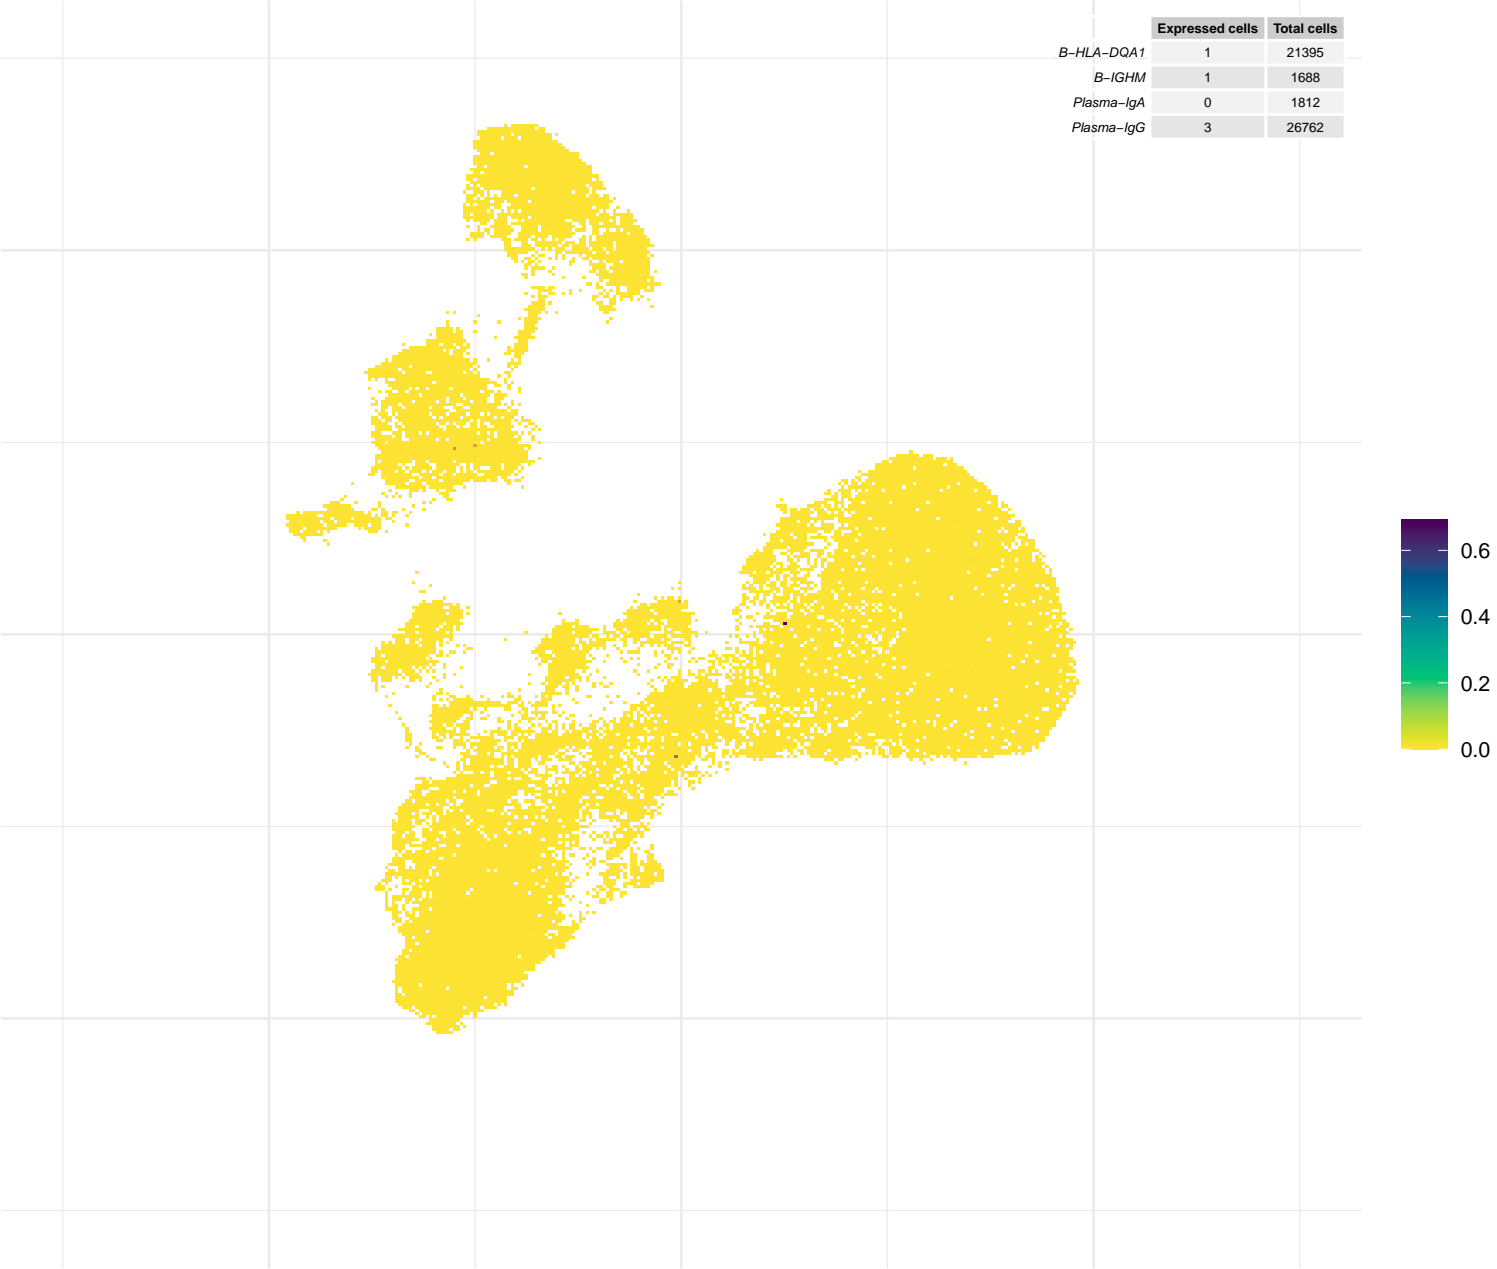 Expressed cells Total cells
B−HLA−DQA1 1 21395
B−IGHM 1 1688
Plasma−IgA 0 1812
Plasma−IgG 3 26762
0.6
0.4
0.2
0.0